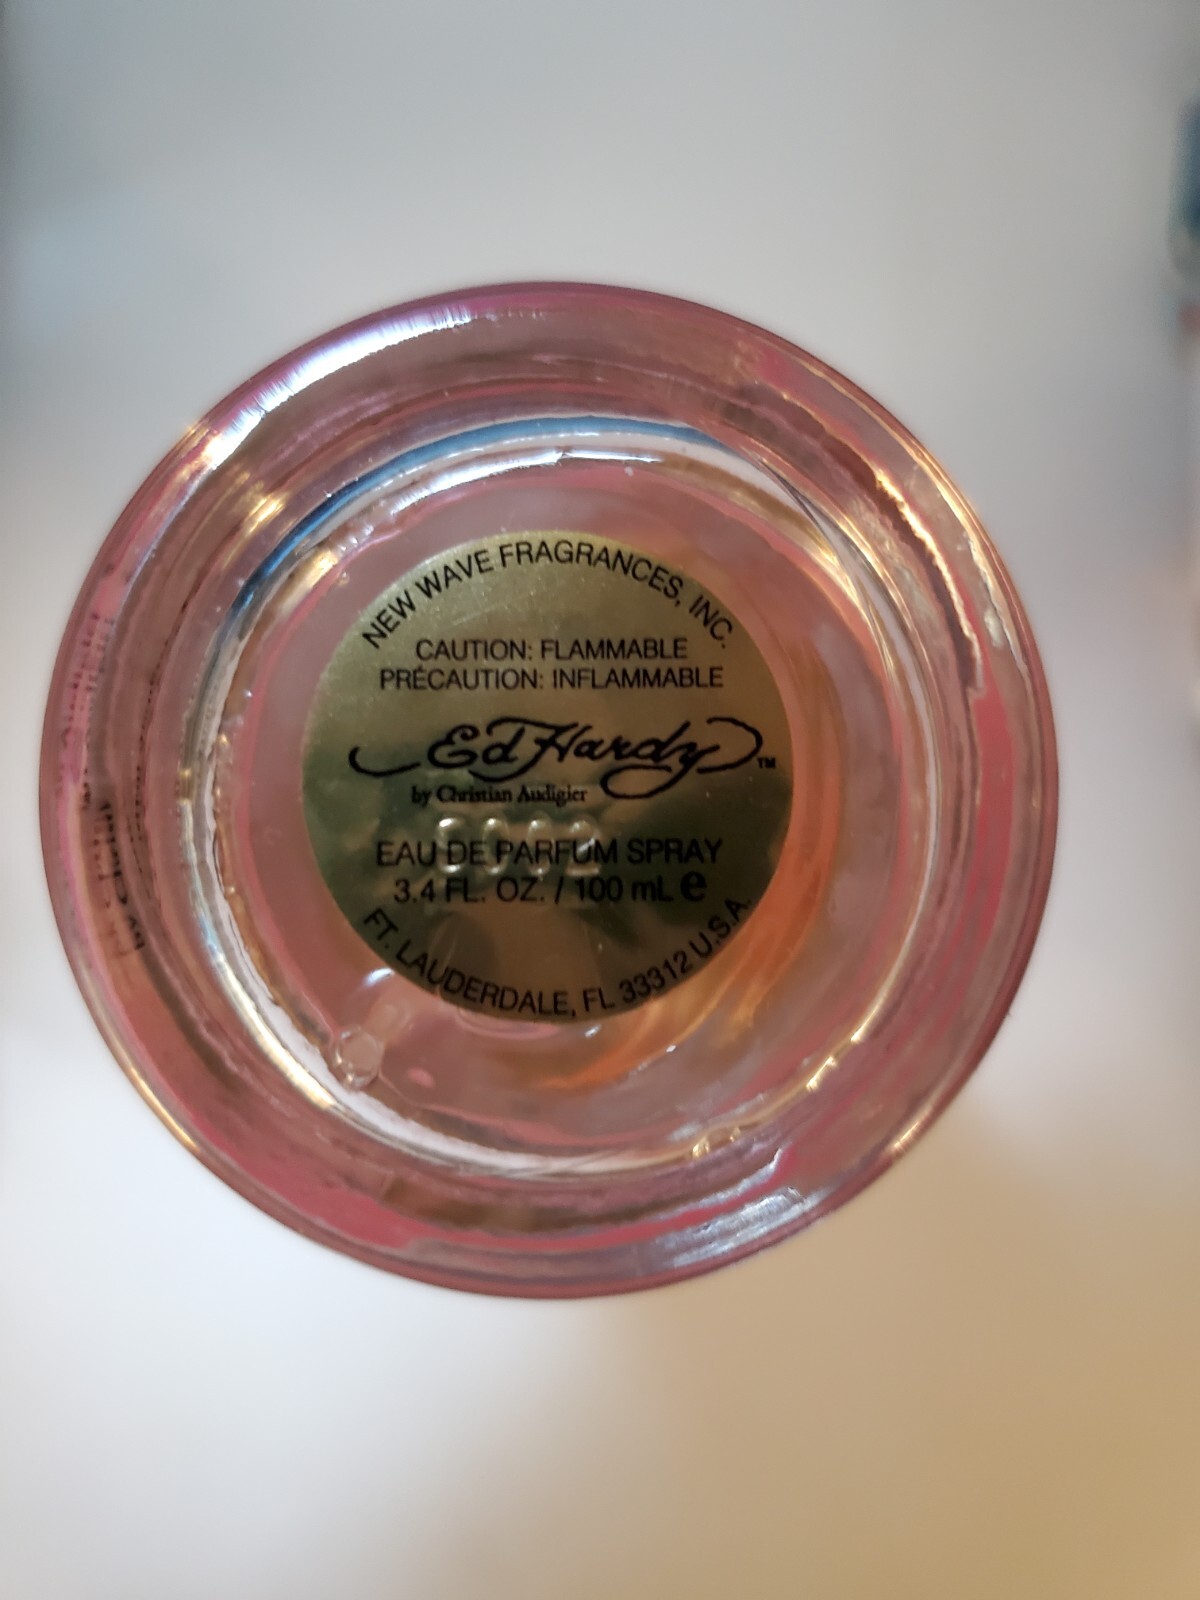 NEW WAVE FRAGRANCES, INC.
CAUTION: FLAMMABLE
PRÉCAUTION: INFLAMMABLE
Ed Hardy™
by Christian Audigier
EAU DE PARFUM SPRAY
3.4 FL. OZ. / 100 mL e
FT. LAUDERDALE, FL 33312 U.S.A.